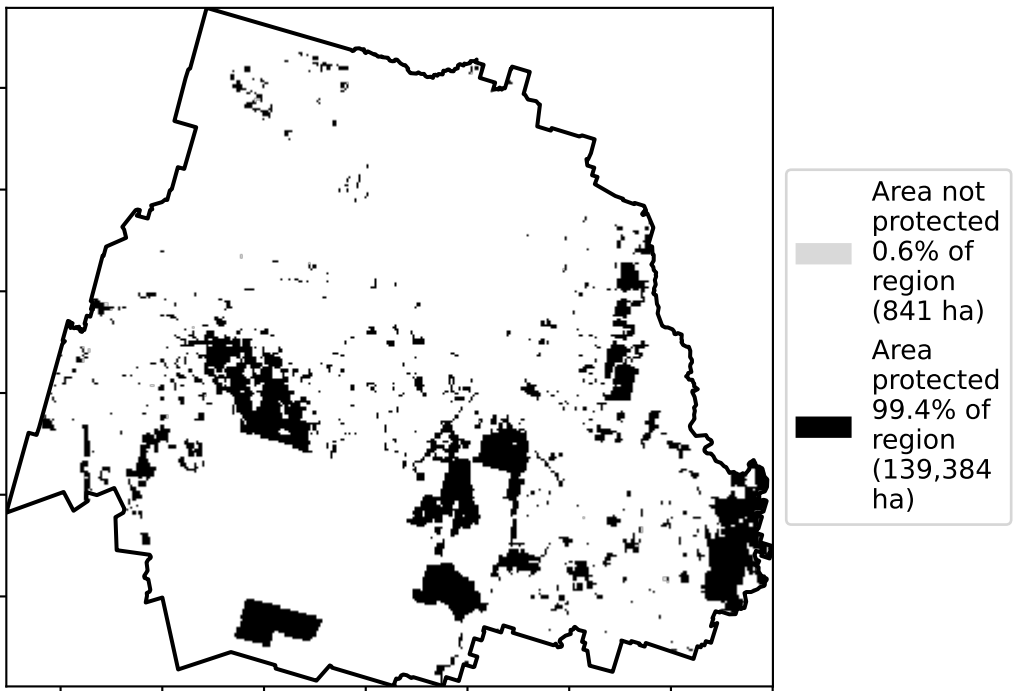 Area not
protected
0.6% of
region
(841 ha)
Area
protected
99.4% of
region
(139,384
ha)